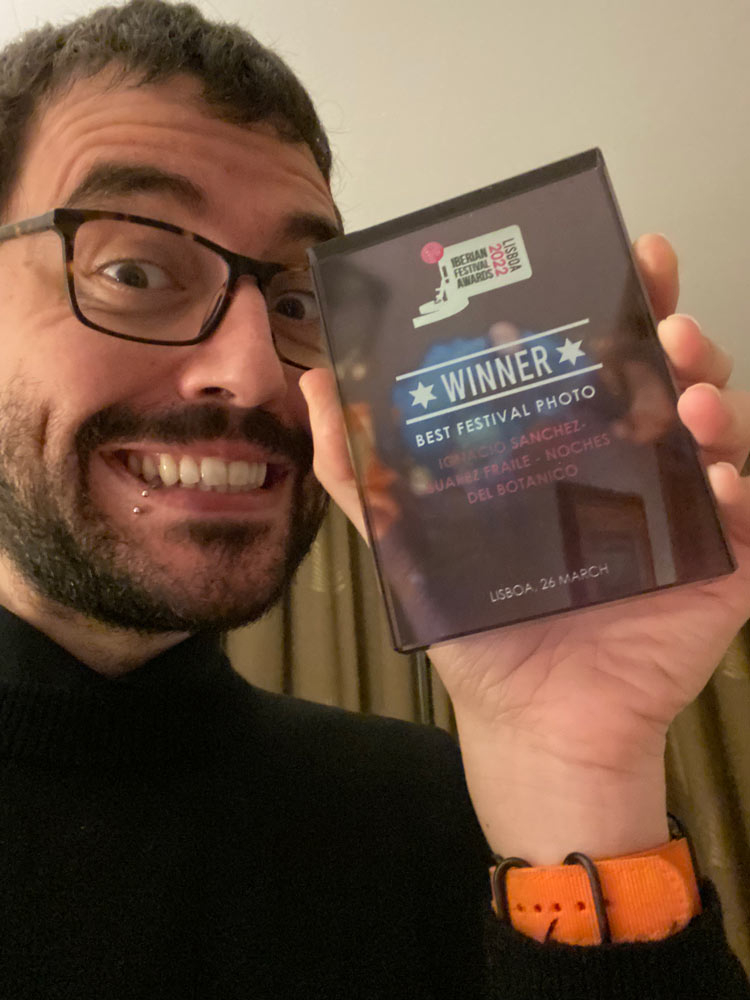 IBERIAN
FESTIVAL
AWARDS
LISBOA
2022
WINNER
BEST FESTIVAL PHOTO
IGNACIO SANCHEZ-
SUAREZ FRAILE - NOCHES
DEL BOTANICO
LISBOA, 26 MARCH